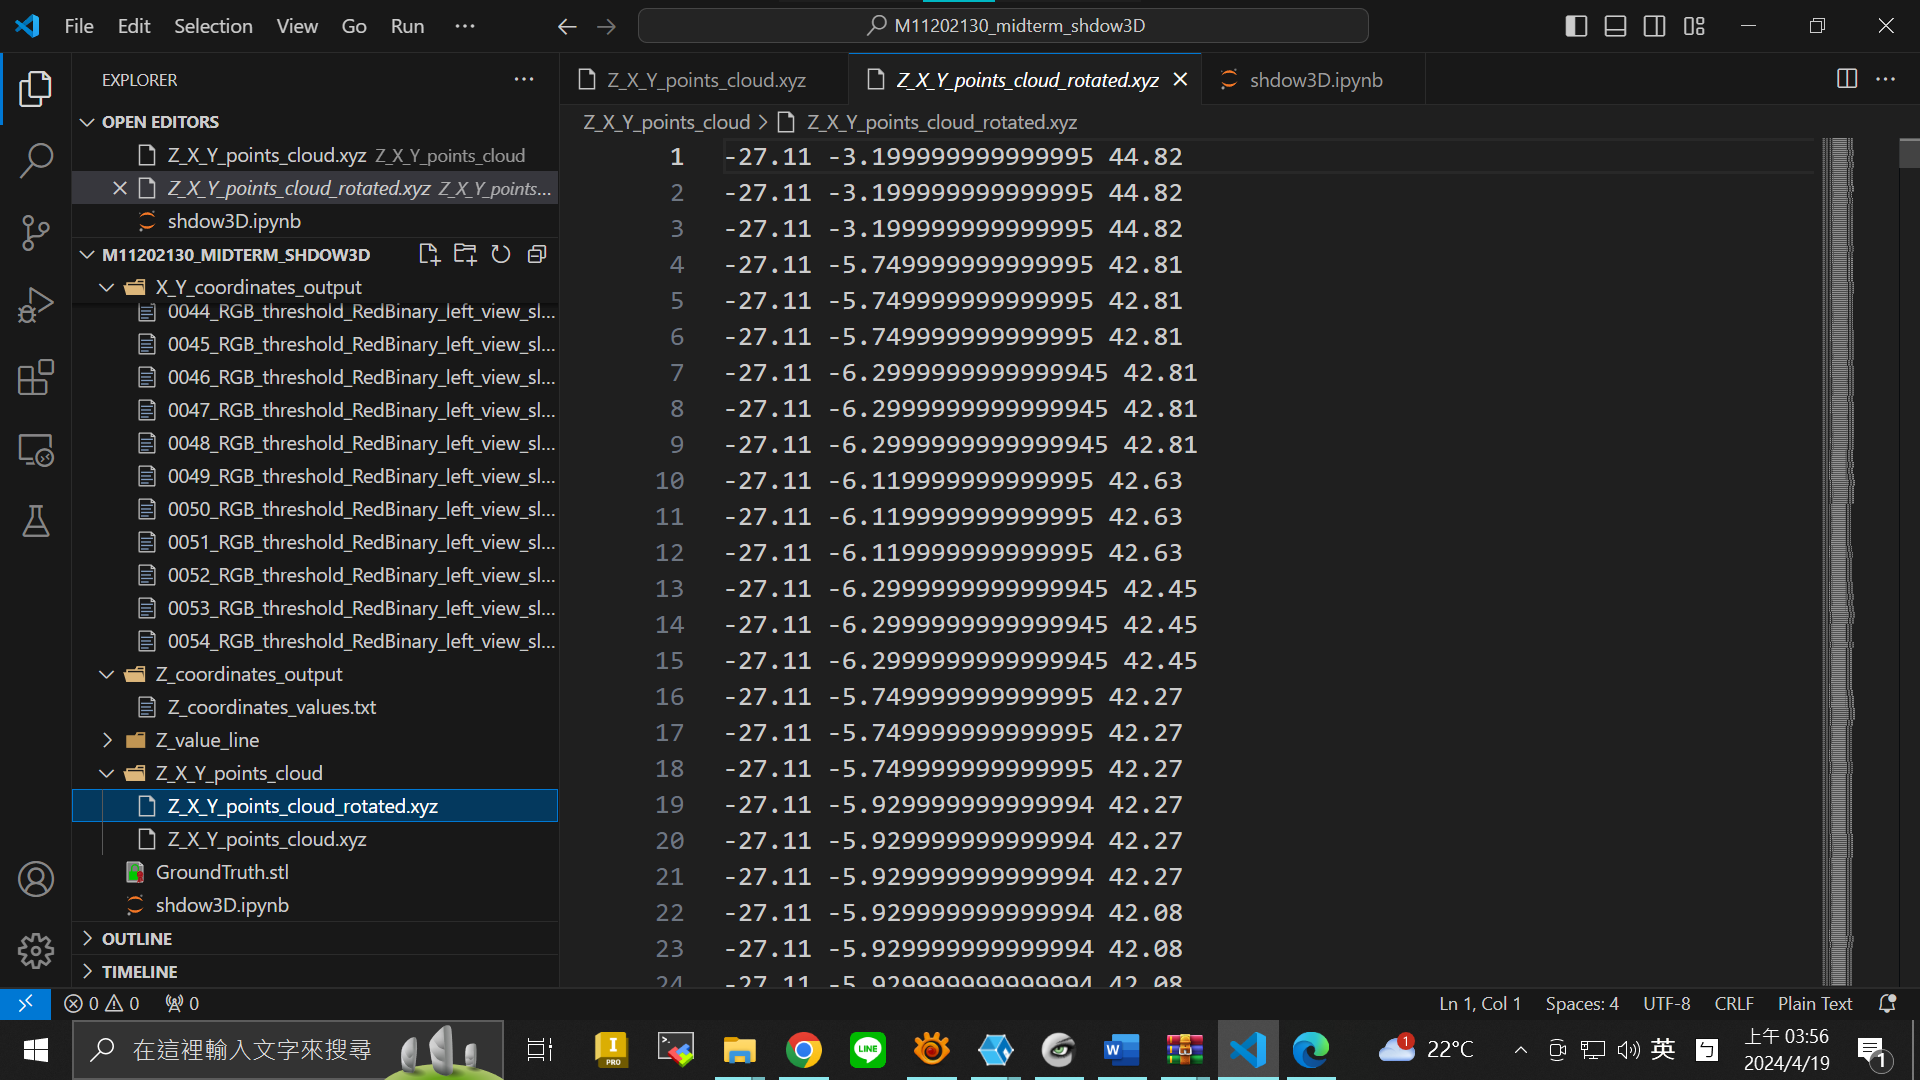 File Edit Selection View Go Run ···
M11202130_midterm_shdow3D
EXPLORER
OPEN EDITORS
Z_X_Y_points_cloud.xyz Z_X_Y_points_cloud
Z_X_Y_points_cloud_rotated.xyz Z_X_Y_points...
shdow3D.ipynb
M11202130_MIDTERM_SHDOW3D
X_Y_coordinates_output
0044_RGB_threshold_RedBinary_left_view_sl...
0045_RGB_threshold_RedBinary_left_view_sl...
0046_RGB_threshold_RedBinary_left_view_sl...
0047_RGB_threshold_RedBinary_left_view_sl...
0048_RGB_threshold_RedBinary_left_view_sl...
0049_RGB_threshold_RedBinary_left_view_sl...
0050_RGB_threshold_RedBinary_left_view_sl...
0051_RGB_threshold_RedBinary_left_view_sl...
0052_RGB_threshold_RedBinary_left_view_sl...
0053_RGB_threshold_RedBinary_left_view_sl...
0054_RGB_threshold_RedBinary_left_view_sl...
Z_coordinates_output
Z_coordinates_values.txt
Z_value_line
Z_X_Y_points_cloud
Z_X_Y_points_cloud_rotated.xyz
Z_X_Y_points_cloud.xyz
GroundTruth.stl
shdow3D.ipynb
OUTLINE
TIMELINE
Z_X_Y_points_cloud.xyz Z_X_Y_points_cloud_rotated.xyz shdow3D.ipynb
Z_X_Y_points_cloud > Z_X_Y_points_cloud_rotated.xyz
1 -27.11 -3.199999999999995 44.82
2 -27.11 -3.199999999999995 44.82
3 -27.11 -3.199999999999995 44.82
4 -27.11 -5.749999999999995 42.81
5 -27.11 -5.749999999999995 42.81
6 -27.11 -5.749999999999995 42.81
7 -27.11 -6.2999999999999945 42.81
8 -27.11 -6.2999999999999945 42.81
9 -27.11 -6.2999999999999945 42.81
10 -27.11 -6.119999999999995 42.63
11 -27.11 -6.119999999999995 42.63
12 -27.11 -6.119999999999995 42.63
13 -27.11 -6.2999999999999945 42.45
14 -27.11 -6.2999999999999945 42.45
15 -27.11 -6.2999999999999945 42.45
16 -27.11 -5.749999999999995 42.27
17 -27.11 -5.749999999999995 42.27
18 -27.11 -5.749999999999995 42.27
19 -27.11 -5.929999999999994 42.27
20 -27.11 -5.929999999999994 42.27
21 -27.11 -5.929999999999994 42.27
22 -27.11 -5.929999999999994 42.08
23 -27.11 -5.929999999999994 42.08
24 -27.11 -5.929999999999994 42.08
0 0 0
Ln 1, Col 1 Spaces: 4 UTF-8 CRLF Plain Text
在這裡輸入文字來搜尋
I
PRO
LINE
W
1
22°C
英
ㄅ
上午 03:56
2024/4/19
1